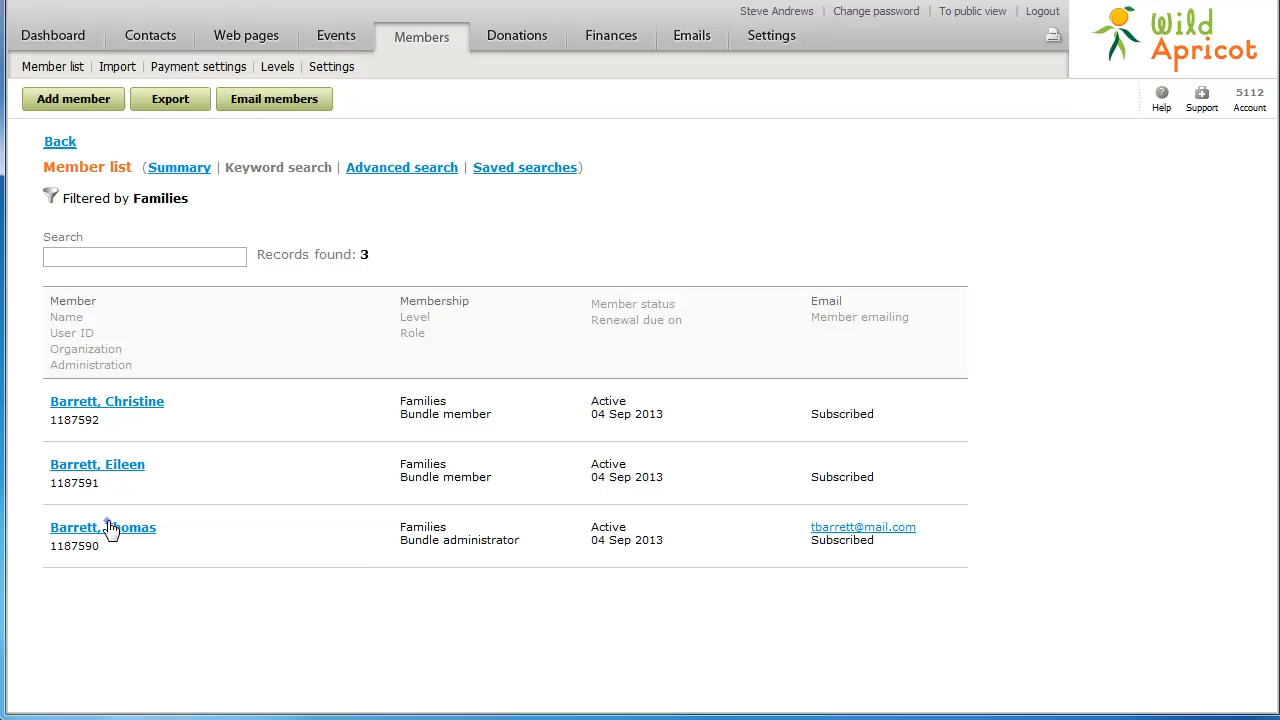 Steve Andrews | Change password | To public view | Logout
Dashboard Contacts Web pages Events Members Donations Finances Emails Settings
Wild Apricot
Member list | Import | Payment settings | Levels | Settings
Add member Export Email members
Help Support 5112 Account
Back
Member list (Summary | Keyword search | Advanced search | Saved searches)
Filtered by Families
Search
Records found: 3
Member Membership Member status Email
Name Level Renewal due on Member emailing
User ID Role
Organization
Administration
Barrett, Christine Families Active
1187592 Bundle member 04 Sep 2013 Subscribed
Barrett, Eileen Families Active
1187591 Bundle member 04 Sep 2013 Subscribed
Barrett, Thomas Families Active tbarrett@mail.com
1187590 Bundle administrator 04 Sep 2013 Subscribed